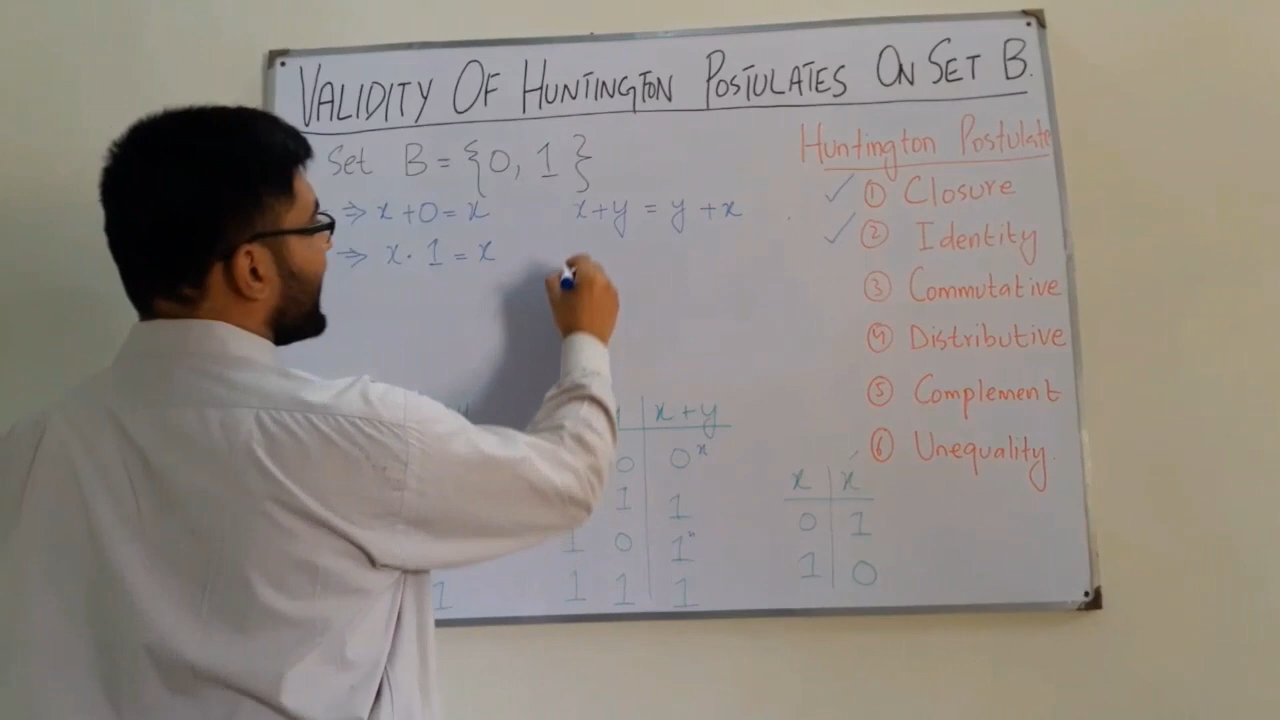 VALIDITY OF HUNTINGTON POSTULATES ON SET B.
Set B = {0, 1}
⇒ x + 0 = x
⇒ x . 1 = x
x + y = y + x
Huntington Postulate
✓ ① Closure
✓ ② Identity
③ Commutative
④ Distributive
⑤ Complement
⑥ Unequality
x + y
0 0
1 1
1 0 1
1 1 1
1
x x'
0 1
1 0